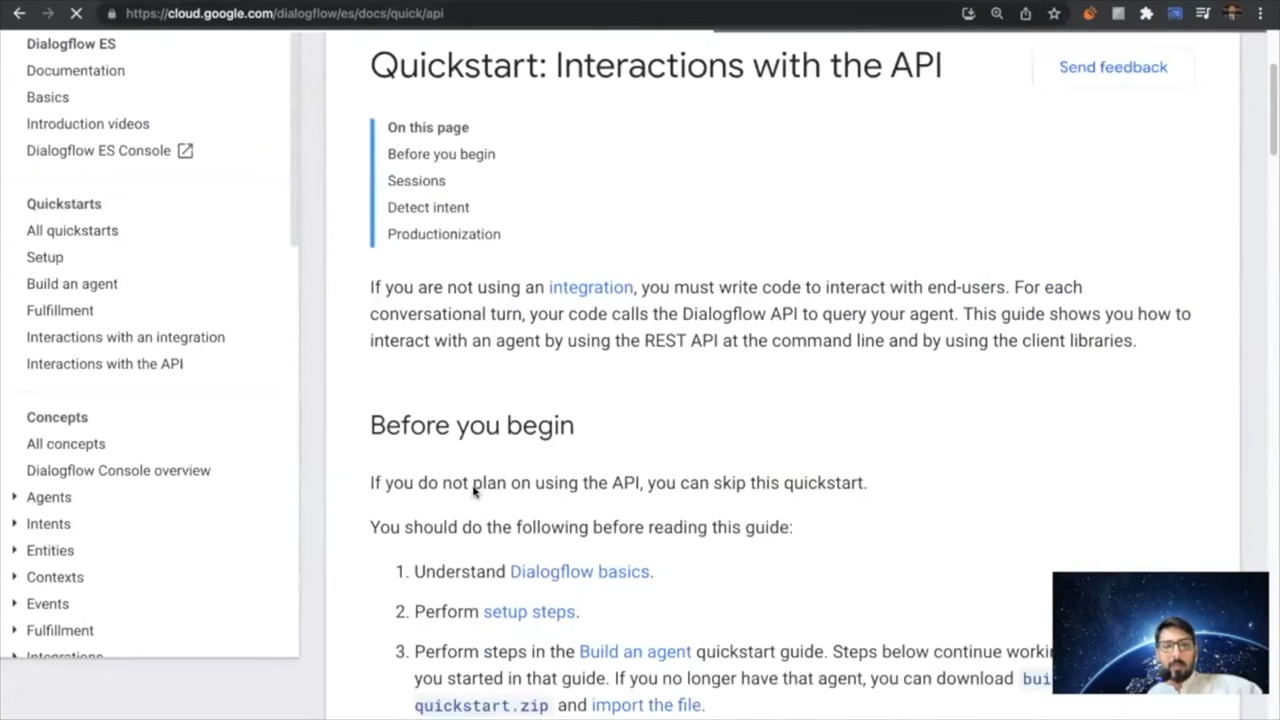 https://cloud.google.com/dialogflow/es/docs/quick/api
Dialogflow ES
Documentation
Basics
Introduction videos
Dialogflow ES Console
Quickstarts
All quickstarts
Setup
Build an agent
Fulfillment
Interactions with an integration
Interactions with the API
Concepts
All concepts
Dialogflow Console overview
Agents
Intents
Entities
Contexts
Events
Fulfillment
Integrations
Quickstart: Interactions with the API
Send feedback
On this page
Before you begin
Sessions
Detect intent
Productionization
If you are not using an integration, you must write code to interact with end-users. For each
conversational turn, your code calls the Dialogflow API to query your agent. This guide shows you how to
interact with an agent by using the REST API at the command line and by using the client libraries.
Before you begin
If you do not plan on using the API, you can skip this quickstart.
You should do the following before reading this guide:
1. Understand Dialogflow basics.
2. Perform setup steps.
3. Perform steps in the Build an agent quickstart guide. Steps below continue worki
you started in that guide. If you no longer have that agent, you can download bui
quickstart.zip and import the file.